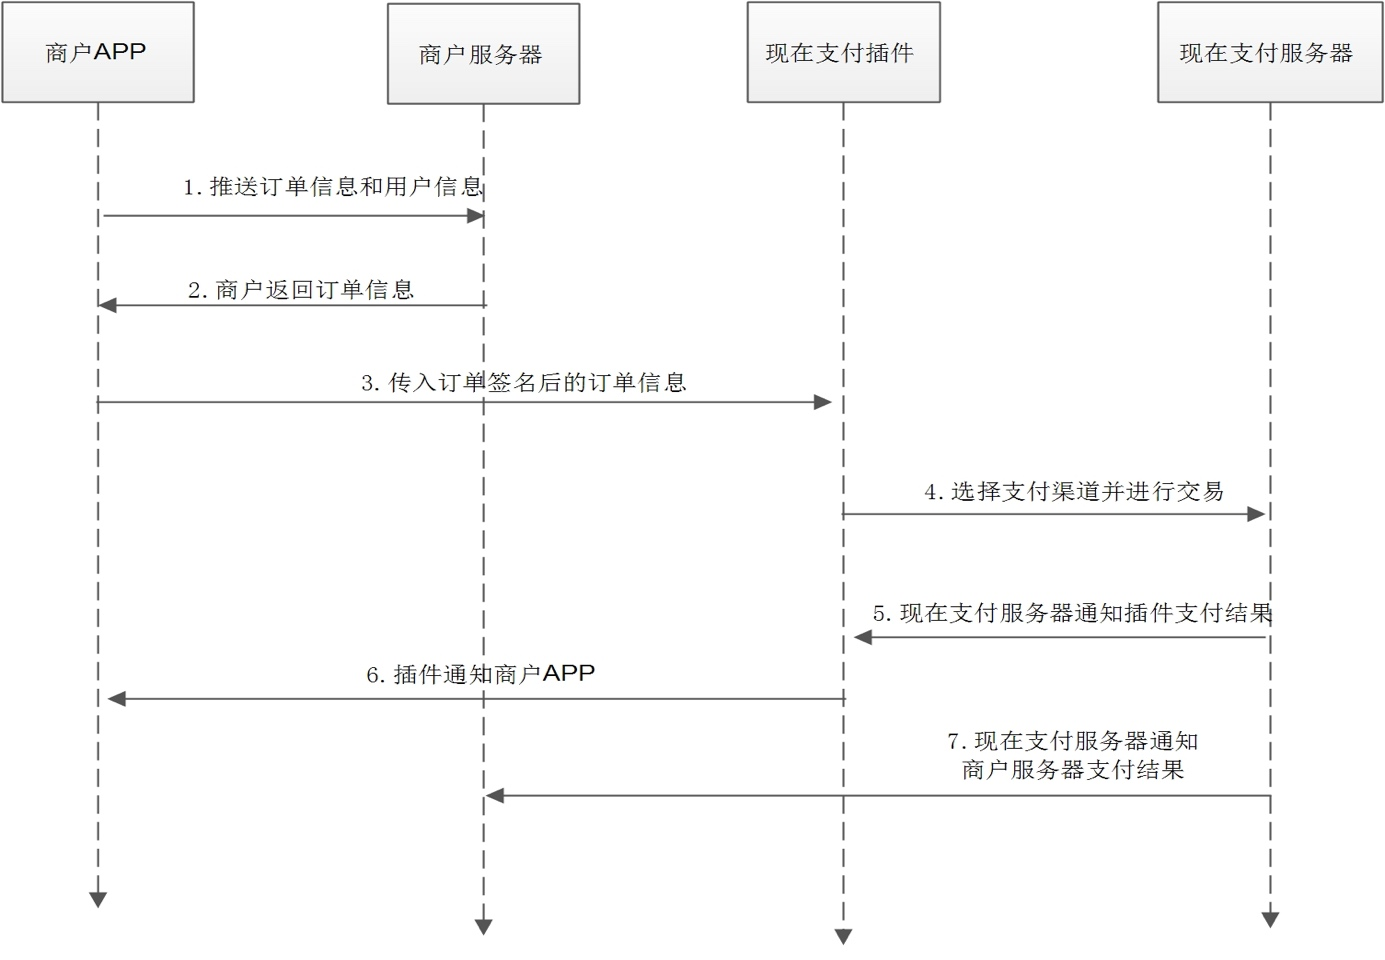 商户APP
商户服务器
现在支付插件
现在支付服务器
1.推送订单信息和用户信息
2.商户返回订单信息
3.传入订单签名后的订单信息
4.选择支付渠道并进行交易
5.现在支付服务器通知插件支付结果
6.插件通知商户APP
7.现在支付服务器通知
商户服务器支付结果